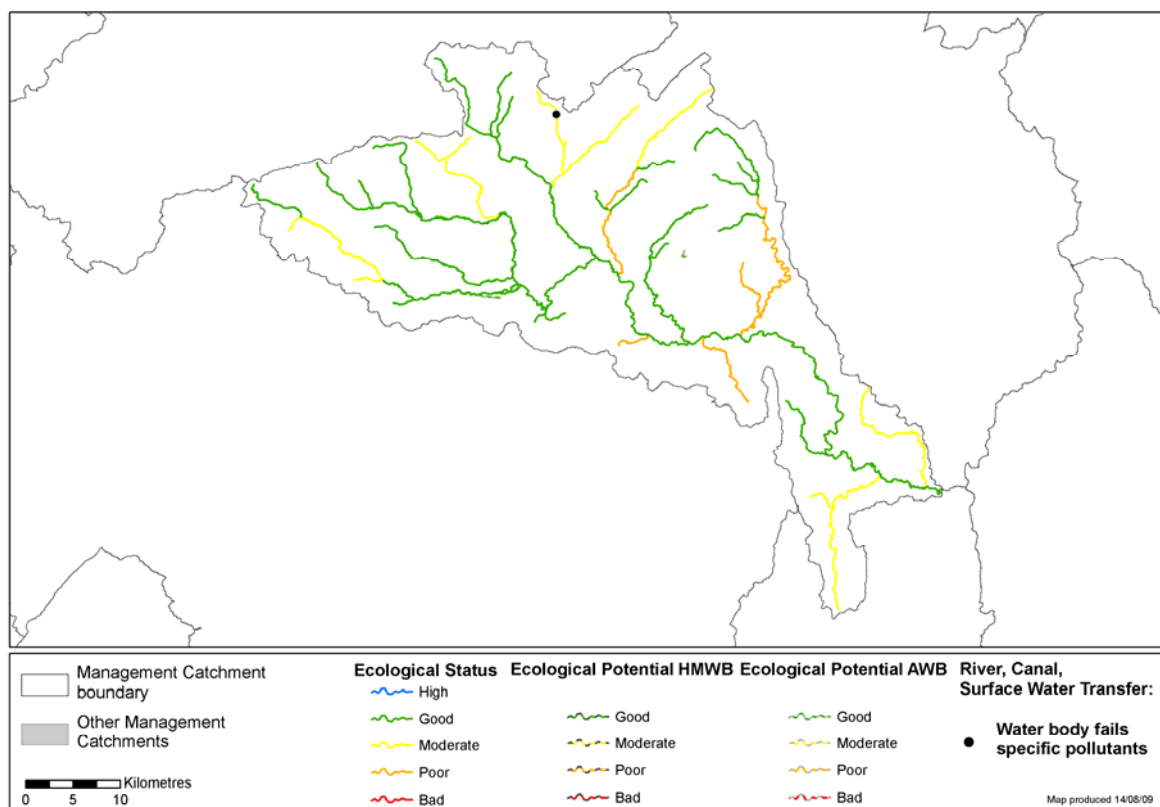 Management Catchment
boundary
Other Management
Catchments
Kilometres
0 5 10
Ecological Status
High
Good
Moderate
Poor
Bad
Ecological Potential HMWB
Good
Moderate
Poor
Bad
Ecological Potential AWB
Good
Moderate
Poor
Bad
River, Canal,
Surface Water Transfer:
Water body fails
specific pollutants
Map produced 14/08/09